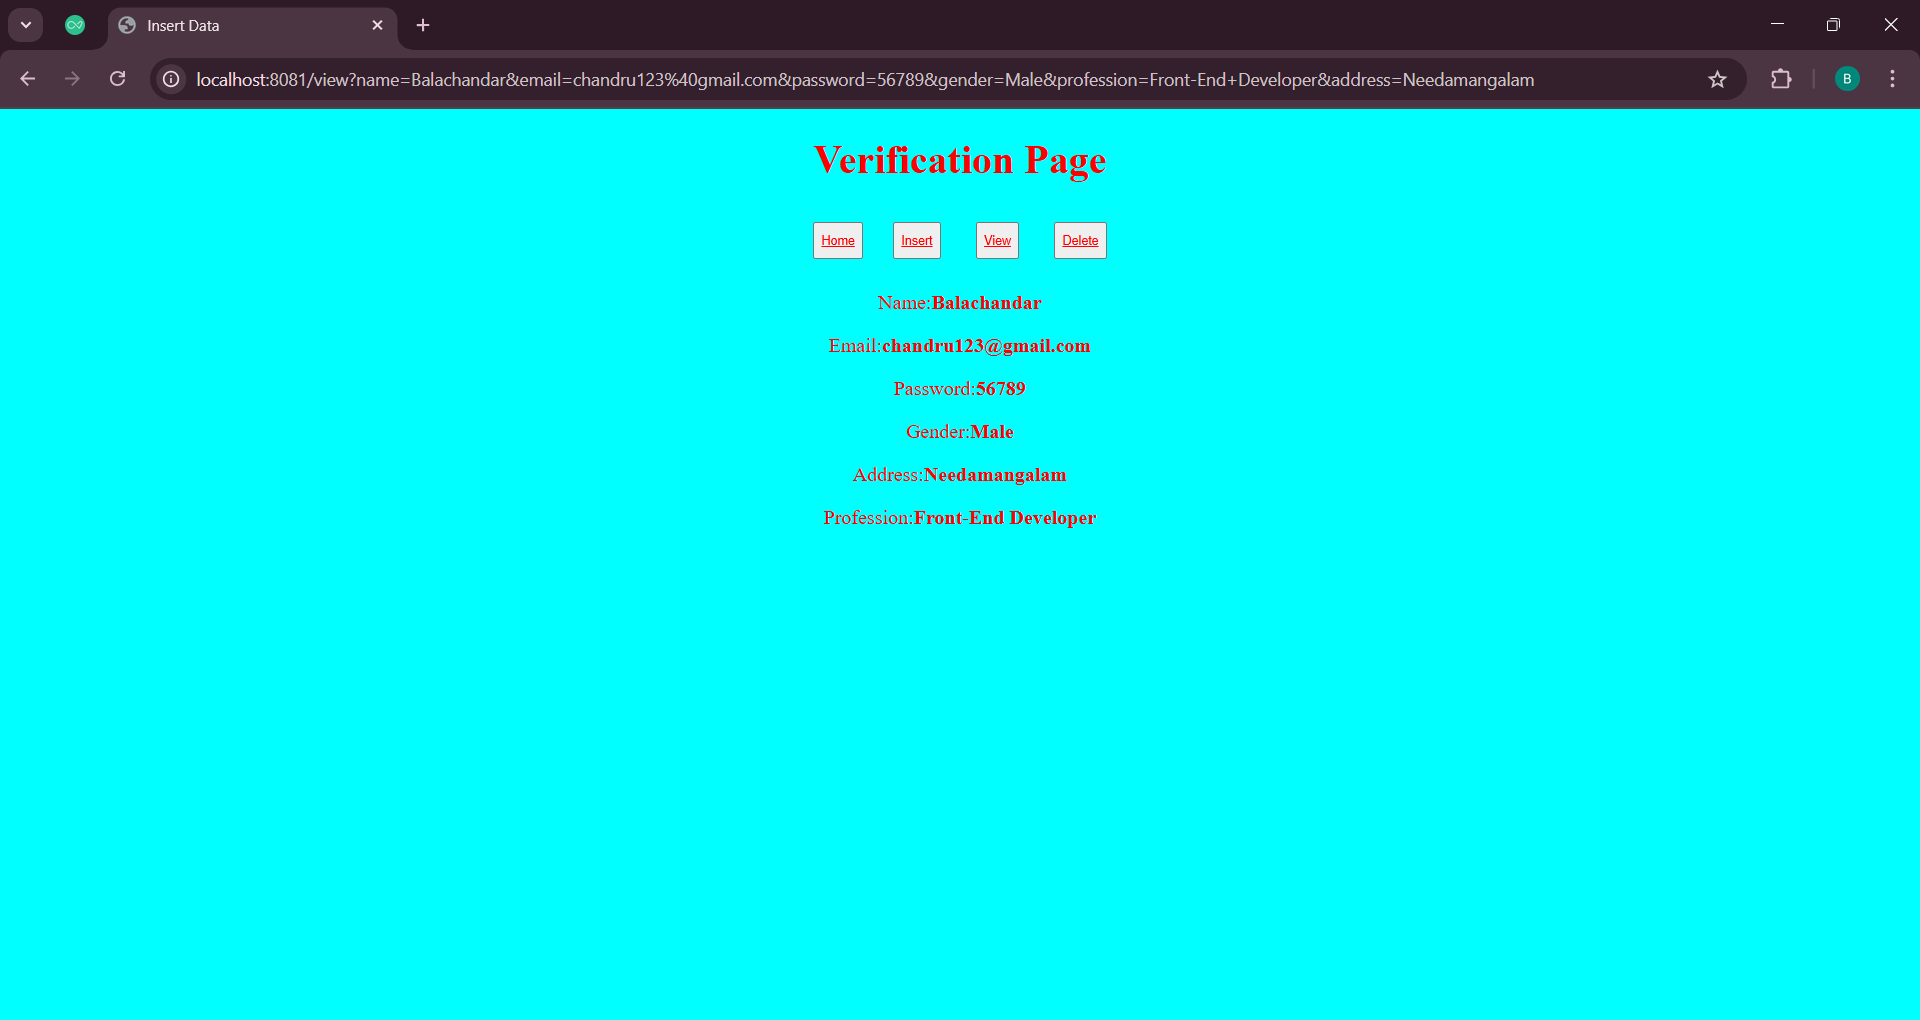 Insert Data
localhost:8081/view?name=Balachandar&email=chandru123%40gmail.com&password=56789&gender=Male&profession=Front-End+Developer&address=Needamangalam
B
Verification Page
Home Insert View Delete
Name:Balachandar
Email:chandru123@gmail.com
Password:56789
Gender:Male
Address:Needamangalam
Profession:Front-End Developer